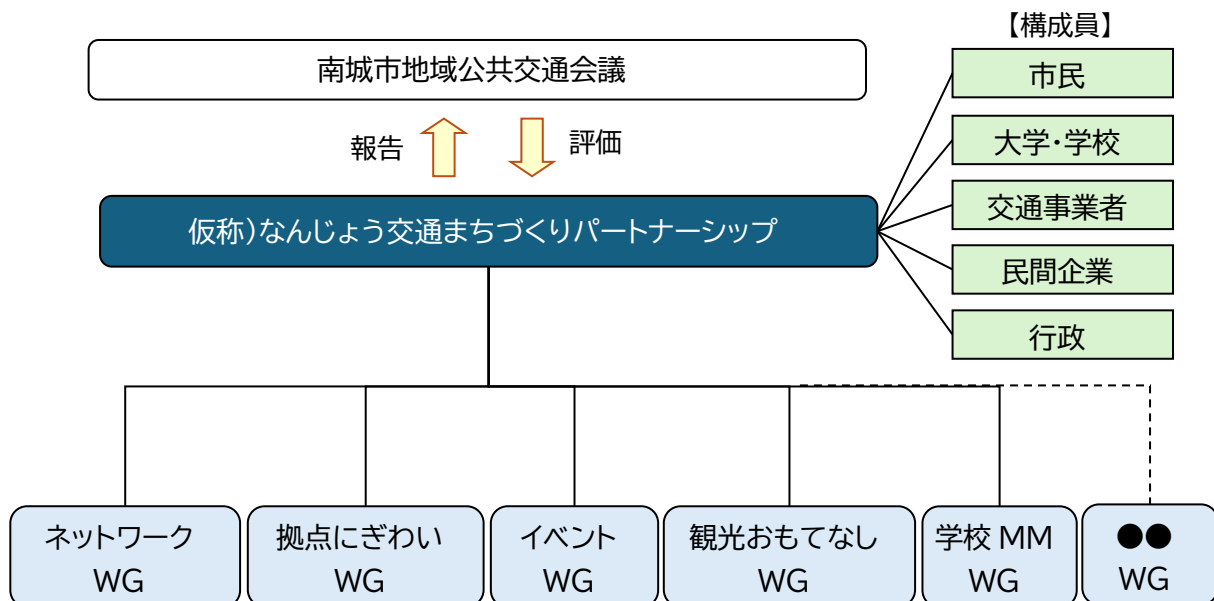 【構成員】
南城市地域公共交通会議
市民
報告
評価
大学・学校
仮称）なんじょう交通まちづくりパートナーシップ
交通事業者
民間企業
行政
ネットワーク
WG
拠点にぎわい
WG
イベント
WG
観光おもてなし
WG
学校 MM
WG
●●
WG